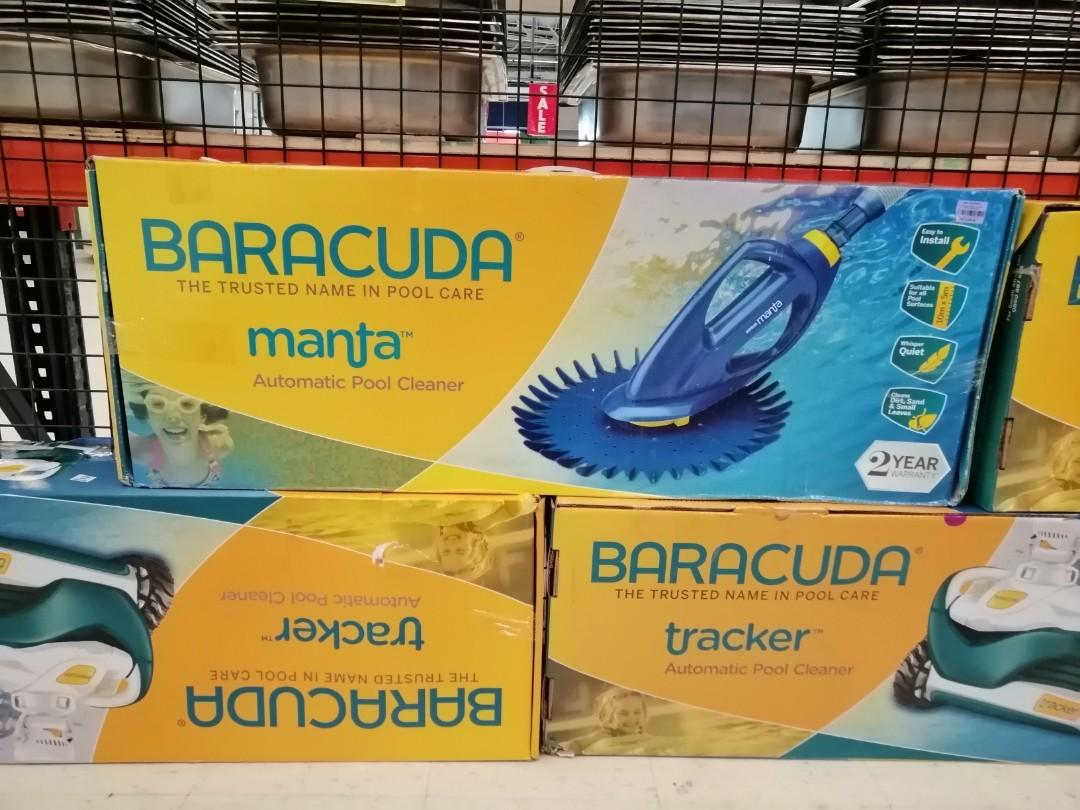 SALE
BARACUDA®
THE TRUSTED NAME IN POOL CARE
manta™
Automatic Pool Cleaner
manta
Easy to
Install
Suitable
for all
Pool
Surfaces
10m x 5m
Whisper
Quiet
Cleans
Dirt, Sand
& Small
Leaves
2 YEAR
WARRANTY
BARACUDA®
THE TRUSTED NAME IN POOL CARE
tracker™
Automatic Pool Cleaner
BARACUDA®
THE TRUSTED NAME IN POOL CARE
tracker™
Automatic Pool Cleaner
tracker